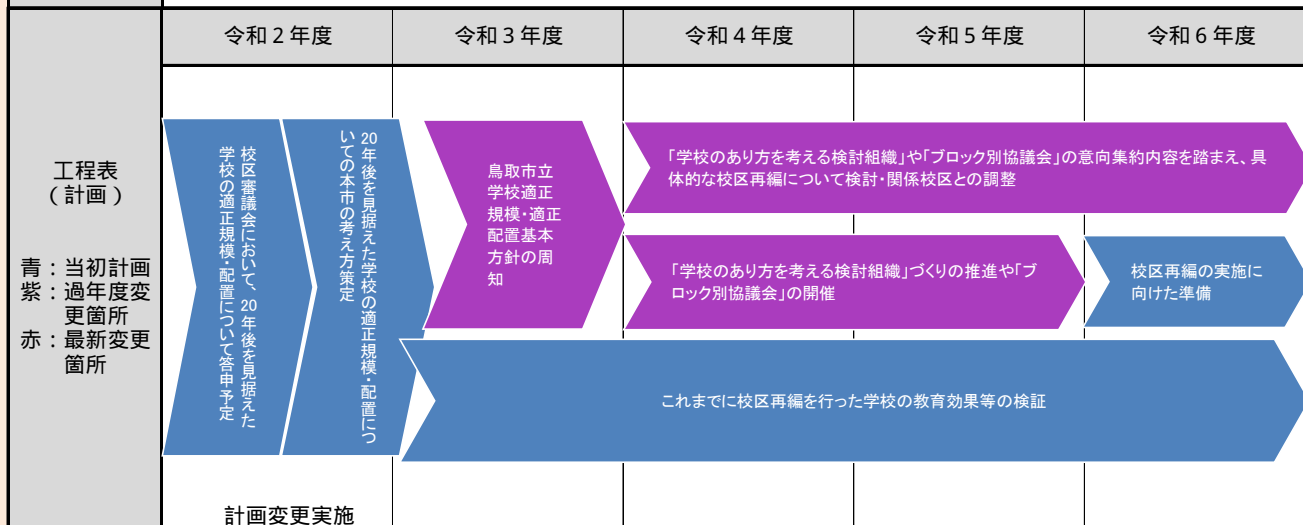 令和２年度
令和３年度
令和４年度
令和５年度
令和６年度
工程表
（計画）
青：当初計画
紫：過年度変
更箇所
赤：最新変更
箇所
校区審議会において、20年後を見据えた
学校の適正規模・配置について答申予定
20年後を見据えた学校の適正規模・配置につ
いての本市の考え方策定
鳥取市立
学校適正
規模・適正
配置基本
方針の周
知
「学校のあり方を考える検討組織」や「ブロック別協議会」の意向集約内容を踏まえ、具
体的な校区再編について検討・関係校区との調整
「学校のあり方を考える検討組織」づくりの推進や「ブ
ロック別協議会」の開催
校区再編の実施に
向けた準備
これまでに校区再編を行った学校の教育効果等の検証
計画変更実施